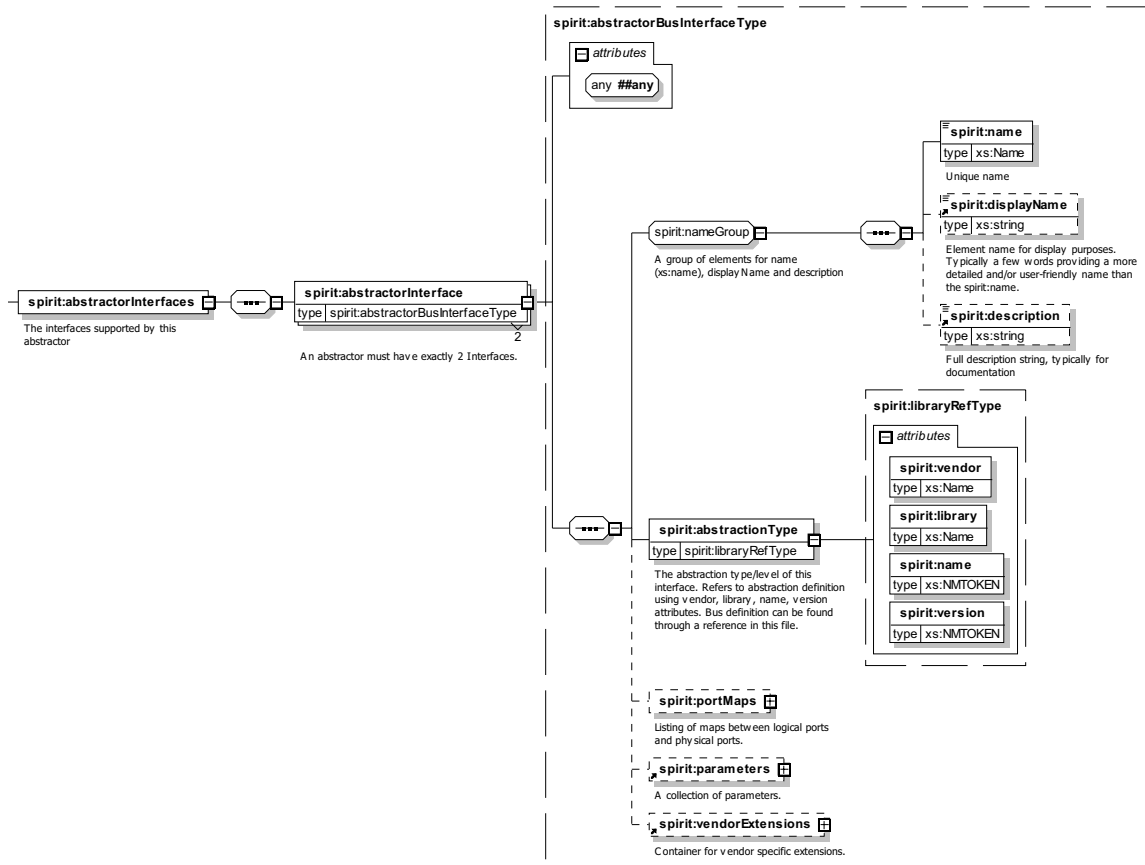 spirit:abstractorBusInterfaceType
attributes
any ##any
spirit:name
type xs:Name
Unique name
spirit:displayName
type xs:string
Element name for display purposes.
Typically a few words providing a more
detailed and/or user-friendly name than
the spirit:name.
spirit:description
type xs:string
Full description string, typically for
documentation
spirit:nameGroup
A group of elements for name
(xs:name), displayName and description
spirit:abstractorInterfaces
The interfaces supported by this
abstractor
spirit:abstractorInterface
type spirit:abstractorBusInterfaceType
2
An abstractor must have exactly 2 Interfaces.
spirit:libraryRefType
attributes
spirit:vendor
type xs:Name
spirit:library
type xs:Name
spirit:name
type xs:NMTOKEN
spirit:version
type xs:NMTOKEN
spirit:abstractionType
type spirit:libraryRefType
The abstraction type/level of this
interface. Refers to abstraction definition
using vendor, library, name, version
attributes. Bus definition can be found
through a reference in this file.
spirit:portMaps
Listing of maps between logical ports
and physical ports.
spirit:parameters
A collection of parameters.
spirit:vendorExtensions
Container for vendor specific extensions.